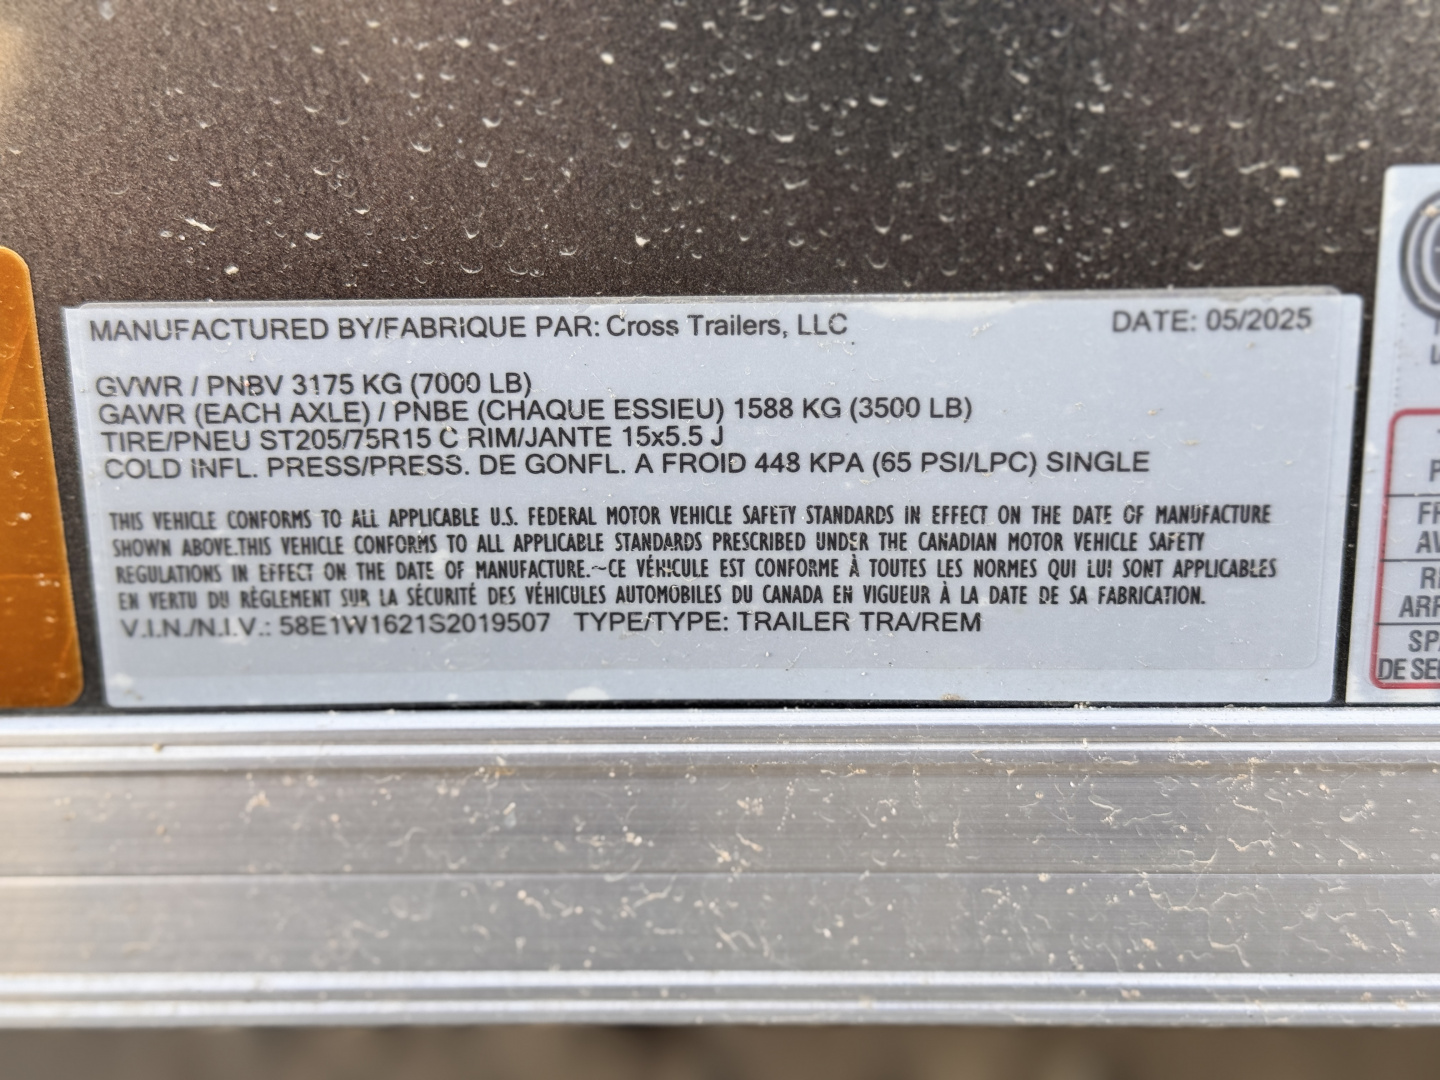 MANUFACTURED BY/FABRIQUE PAR: Cross Trailers, LLC DATE: 05/2025
GVWR / PNBV 3175 KG (7000 LB)
GAWR (EACH AXLE) / PNBE (CHAQUE ESSIEU) 1588 KG (3500 LB)
TIRE/PNEU ST205/75R15 C RIM/JANTE 15x5.5 J
COLD INFL. PRESS/PRESS. DE GONFL. A FROID 448 KPA (65 PSI/LPC) SINGLE
THIS VEHICLE CONFORMS TO ALL APPLICABLE U.S. FEDERAL MOTOR VEHICLE SAFETY STANDARDS IN EFFECT ON THE DATE OF MANUFACTURE
SHOWN ABOVE.THIS VEHICLE CONFORMS TO ALL APPLICABLE STANDARDS PRESCRIBED UNDER THE CANADIAN MOTOR VEHICLE SAFETY
REGULATIONS IN EFFECT ON THE DATE OF MANUFACTURE.~CE VÉHICULE EST CONFORME À TOUTES LES NORMES QUI LUI SONT APPLICABLES
EN VERTU DU RÈGLEMENT SUR LA SÉCURITÉ DES VÉHICULES AUTOMOBILES DU CANADA EN VIGUEUR À LA DATE DE SA FABRICATION.
V.I.N./N.I.V.: 58E1W1621S2019507 TYPE/TYPE: TRAILER TRA/REM
DE